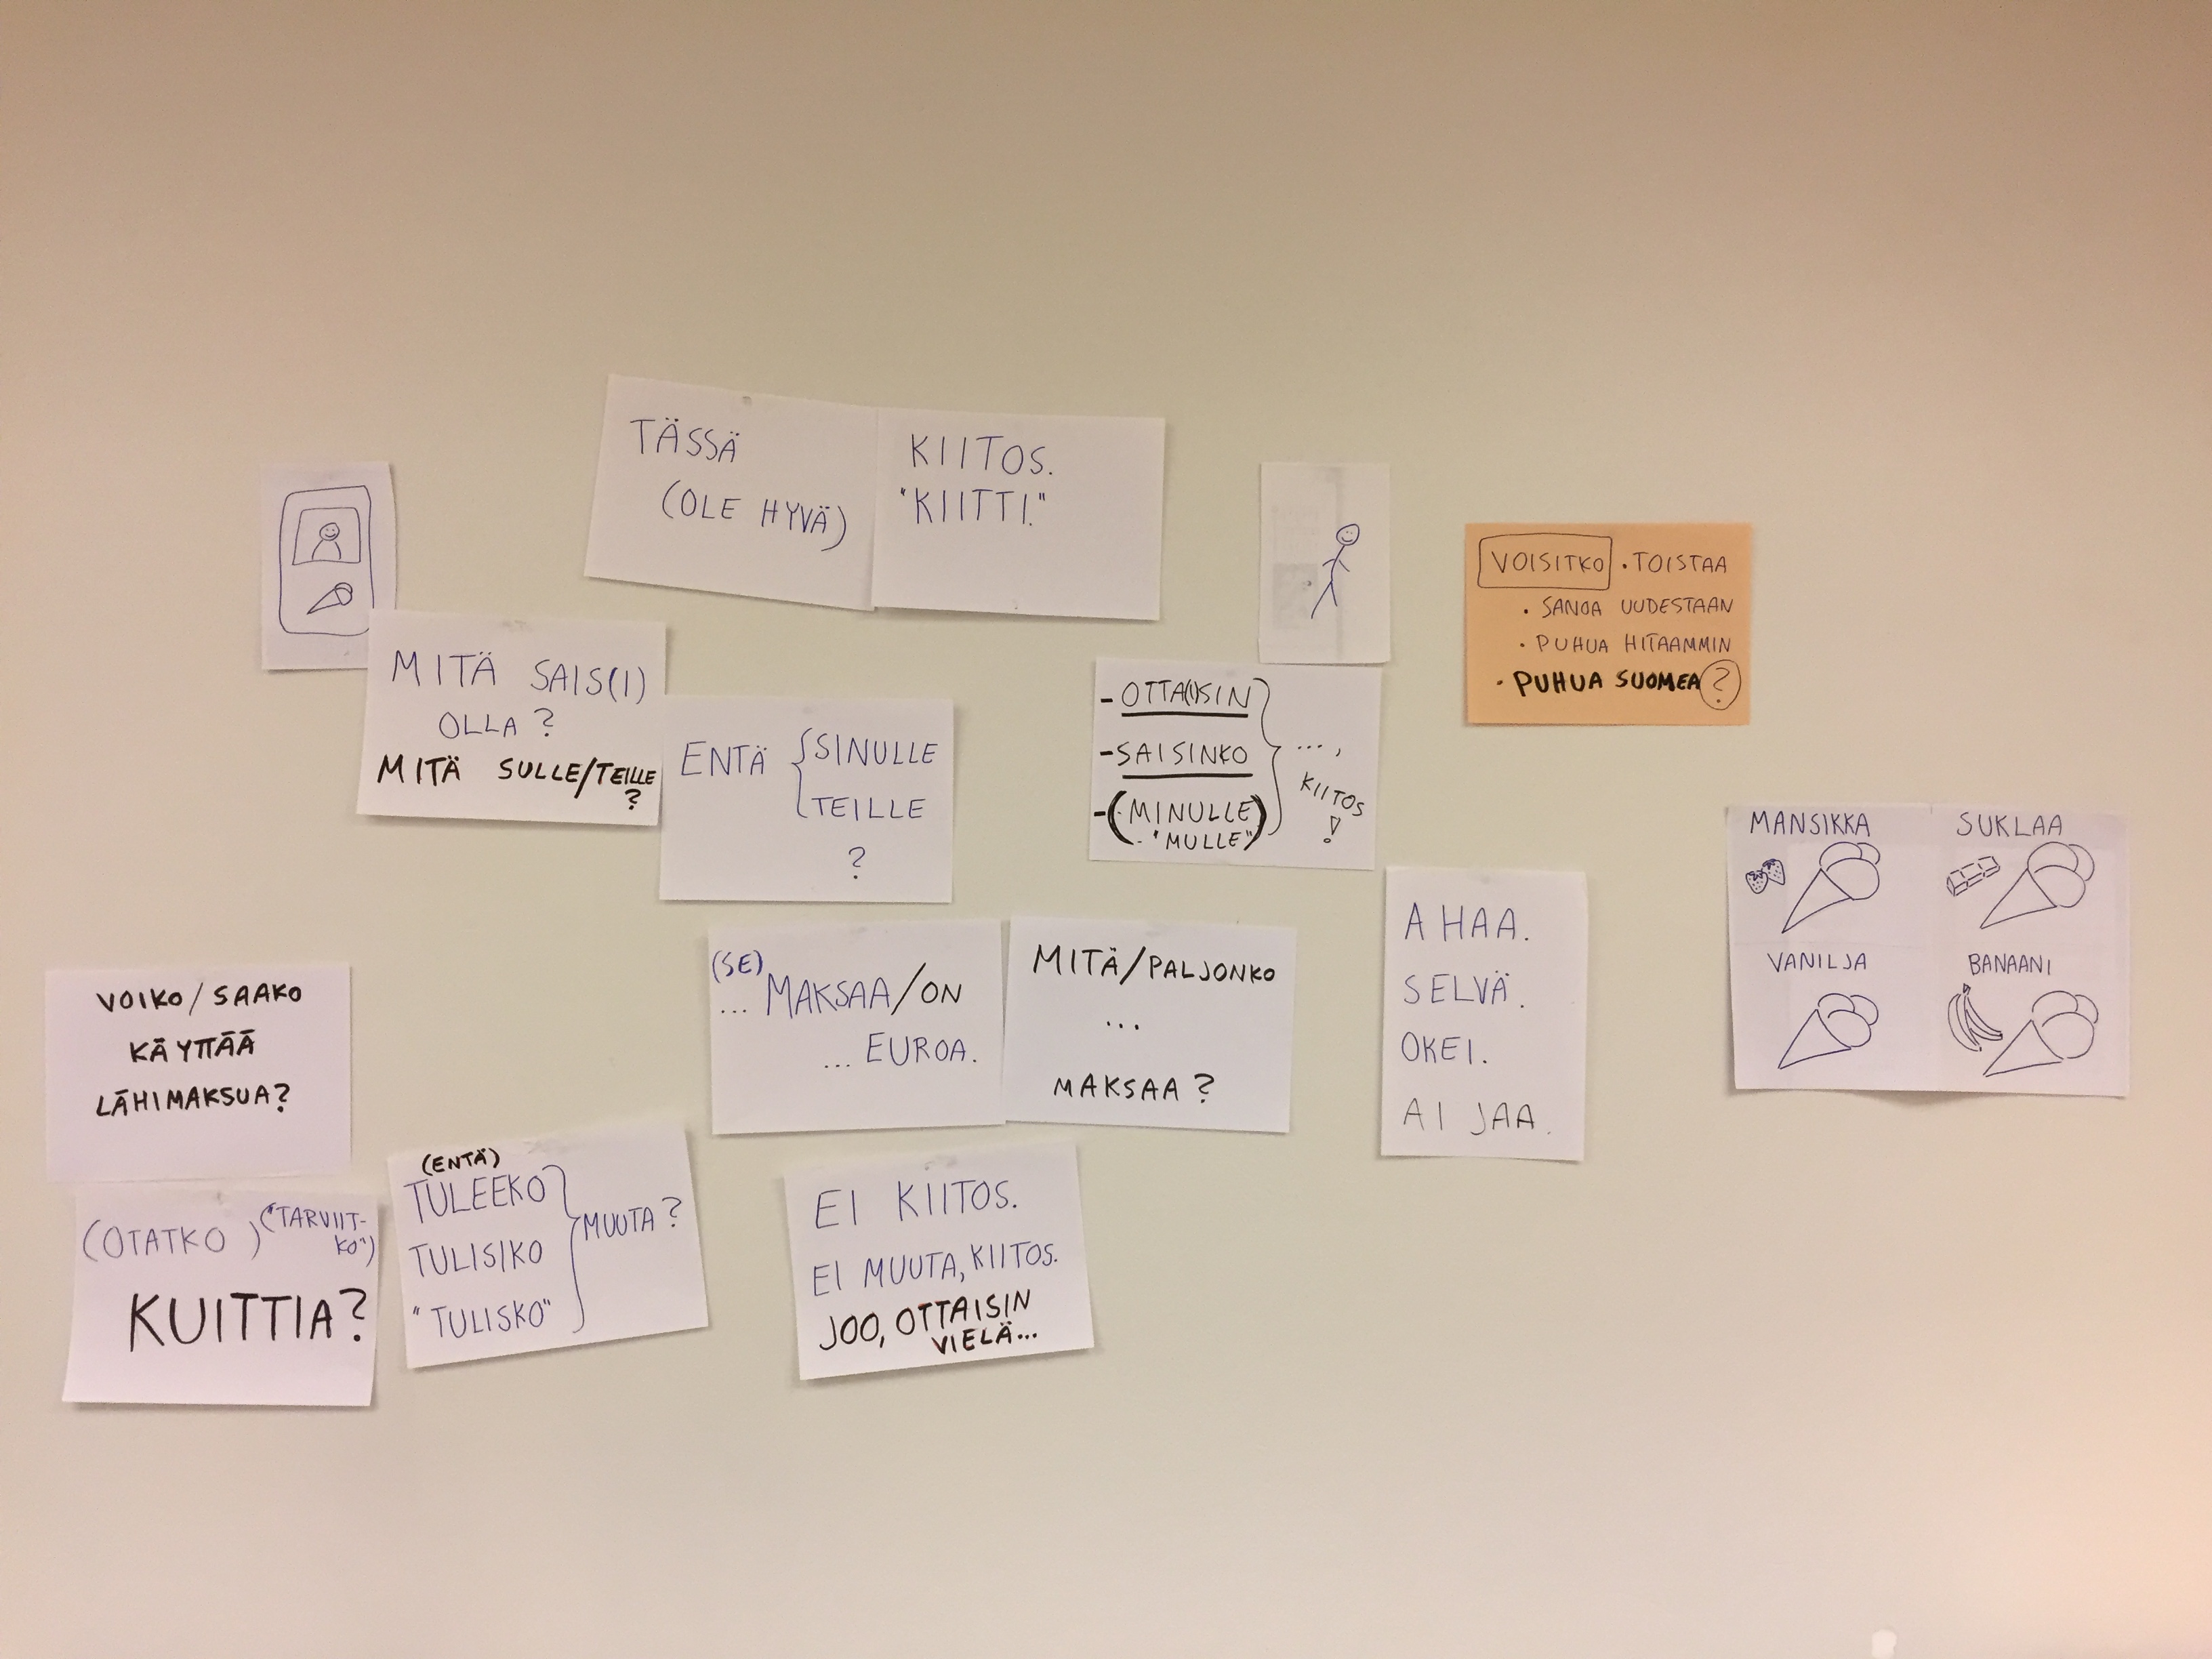 TÄSSÄ
(OLE HYVÄ)
KIITOS.
"KIITTI."
MITÄ SAIS(I)
OLLA ?
MITÄ SULLE/TEILLE
?
ENTÄ { SINULLE
TEILLE
?
- OTTA(I)SIN
- SAISINKO
- (MINULLE)
"MULLE"
... ,
KIITOS
!
VOISITKO • TOISTAA
• SANOA UUDESTAAN
• PUHUA HITAAMMIN
• PUHUA SUOMEA ?
MANSIKKA
SUKLAA
VANILJA
BANAANI
AHAA.
SELVÄ.
OKEI.
AI JAA.
(SE)
... MAKSAA/ON
... EUROA.
MITÄ/PALJONKO
...
MAKSAA ?
VOIKO/SAAKO
KÄYTTÄÄ
LÄHIMAKSUA?
(OTATKO) ("TARVIIT-
KO")
KUITTIA?
(ENTÄ)
TULEEKO
TULISIKO
"TULISKO"
MUUTA ?
EI KIITOS.
EI MUUTA, KIITOS.
JOO, OTTAISIN
VIELÄ...